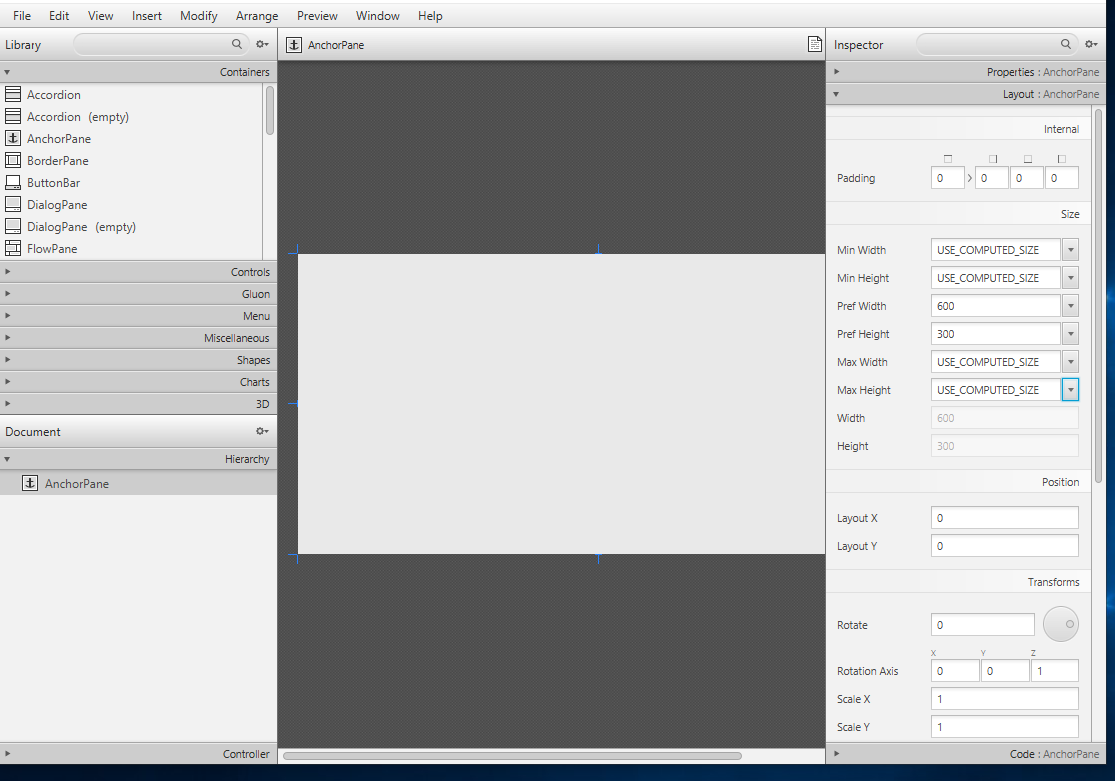 File Edit View Insert Modify Arrange Preview Window Help
Library
AnchorPane
Inspector
Containers
Accordion
Accordion (empty)
AnchorPane
BorderPane
ButtonBar
DialogPane
DialogPane (empty)
FlowPane
Controls
Gluon
Menu
Miscellaneous
Shapes
Charts
3D
Document
Hierarchy
AnchorPane
Controller
Properties : AnchorPane
Layout : AnchorPane
Internal
Padding 0 0 0 0
Size
Min Width USE_COMPUTED_SIZE
Min Height USE_COMPUTED_SIZE
Pref Width 600
Pref Height 300
Max Width USE_COMPUTED_SIZE
Max Height USE_COMPUTED_SIZE
Width 600
Height 300
Position
Layout X 0
Layout Y 0
Transforms
Rotate 0
X Y Z
Rotation Axis 0 0 1
Scale X 1
Scale Y 1
Code : AnchorPane